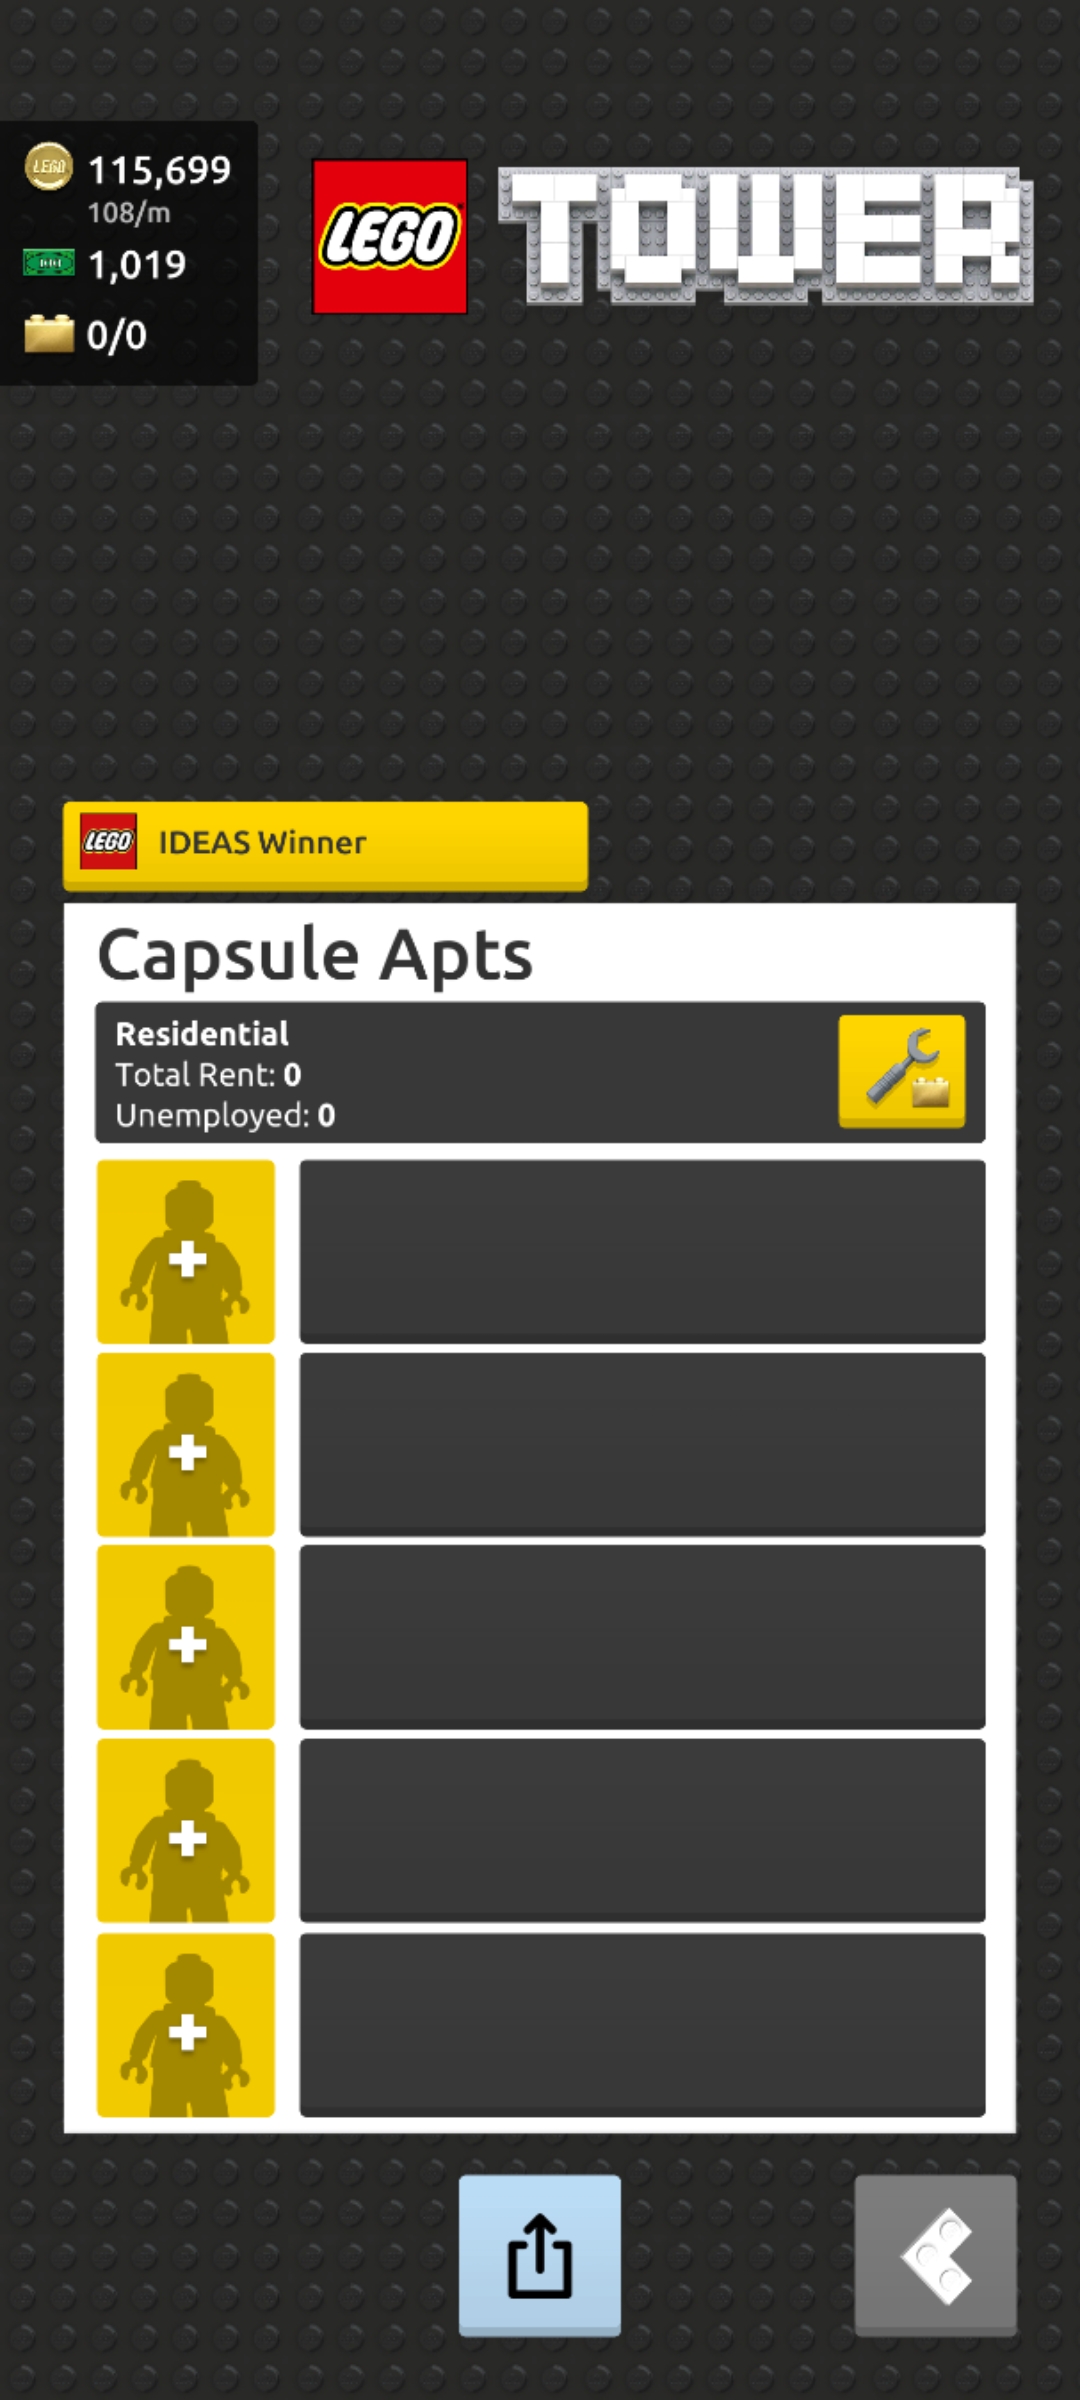 LEGO
115,699
108/m
1,019
0/0
LEGO
TOWER
LEGO
IDEAS Winner
Capsule Apts
Residential
Total Rent: 0
Unemployed: 0